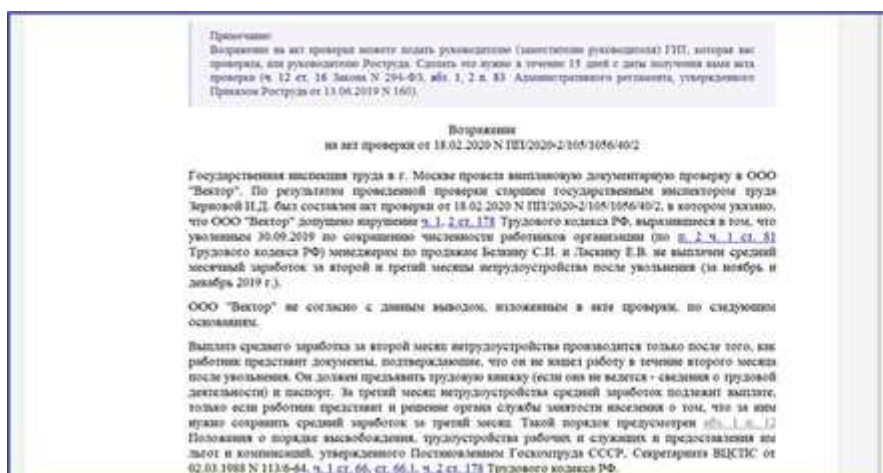 Примечание:
Возражение на акт проверки можете подать руководителю (заместителю руководителя) ГИТ, которая вас
проверяла, или руководителю Роструда. Сделать это нужно в течение 15 дней с даты получения вами акта
проверки (ч. 12 ст. 16 Закона N 294-ФЗ, абз. 1, 2 п. 83 Административного регламента, утвержденного
Приказом Роструда от 13.06.2019 N 160).
Возражение
на акт проверки от 18.02.2020 N ПП/2020-2/105/1056/40/2
Государственная инспекция труда в г. Москве провела внеплановую документарную проверку в ООО
"Вектор". По результатам проведенной проверки старшим государственным инспектором труда
Зерновой И.Д. был составлен акт проверки от 18.02.2020 N ПП/2020-2/105/1056/40/2, в котором указано,
что ООО "Вектор" допущено нарушение ч. 1, 2 ст. 178 Трудового кодекса РФ, выразившееся в том, что
уволенным 30.09.2019 по сокращению численности работников организации (по п. 2 ч. 1 ст. 81
Трудового кодекса РФ) менеджерам по продажам Белкину С.И. и Ласкину Е.В. не выплачен средний
месячный заработок за второй и третий месяцы нетрудоустройства после увольнения (за ноябрь и
декабрь 2019 г.).
ООО "Вектор" не согласно с данным выводом, изложенным в акте проверки, по следующим
основаниям.
Выплата среднего заработка за второй месяц нетрудоустройства производится только после того, как
работник представит документы, подтверждающие, что он не нашел работу в течение второго месяца
после увольнения. Он должен предъявить трудовую книжку (если она не ведется - сведения о трудовой
деятельности) и паспорт. За третий месяц нетрудоустройства средний заработок подлежит выплате,
только если работник представит и решение органа службы занятости населения о том, что за ним
нужно сохранить средний заработок за третий месяц. Такой порядок предусмотрен абз. 1 п. 12
Положения о порядке высвобождения, трудоустройства рабочих и служащих и предоставления им
льгот и компенсаций, утвержденного Постановлением Госкомтруда СССР, Секретариата ВЦСПС от
02.03.1988 N 113/6-64, ч. 1 ст. 66, ст. 66.1, ч. 2 ст. 178 Трудового кодекса РФ.